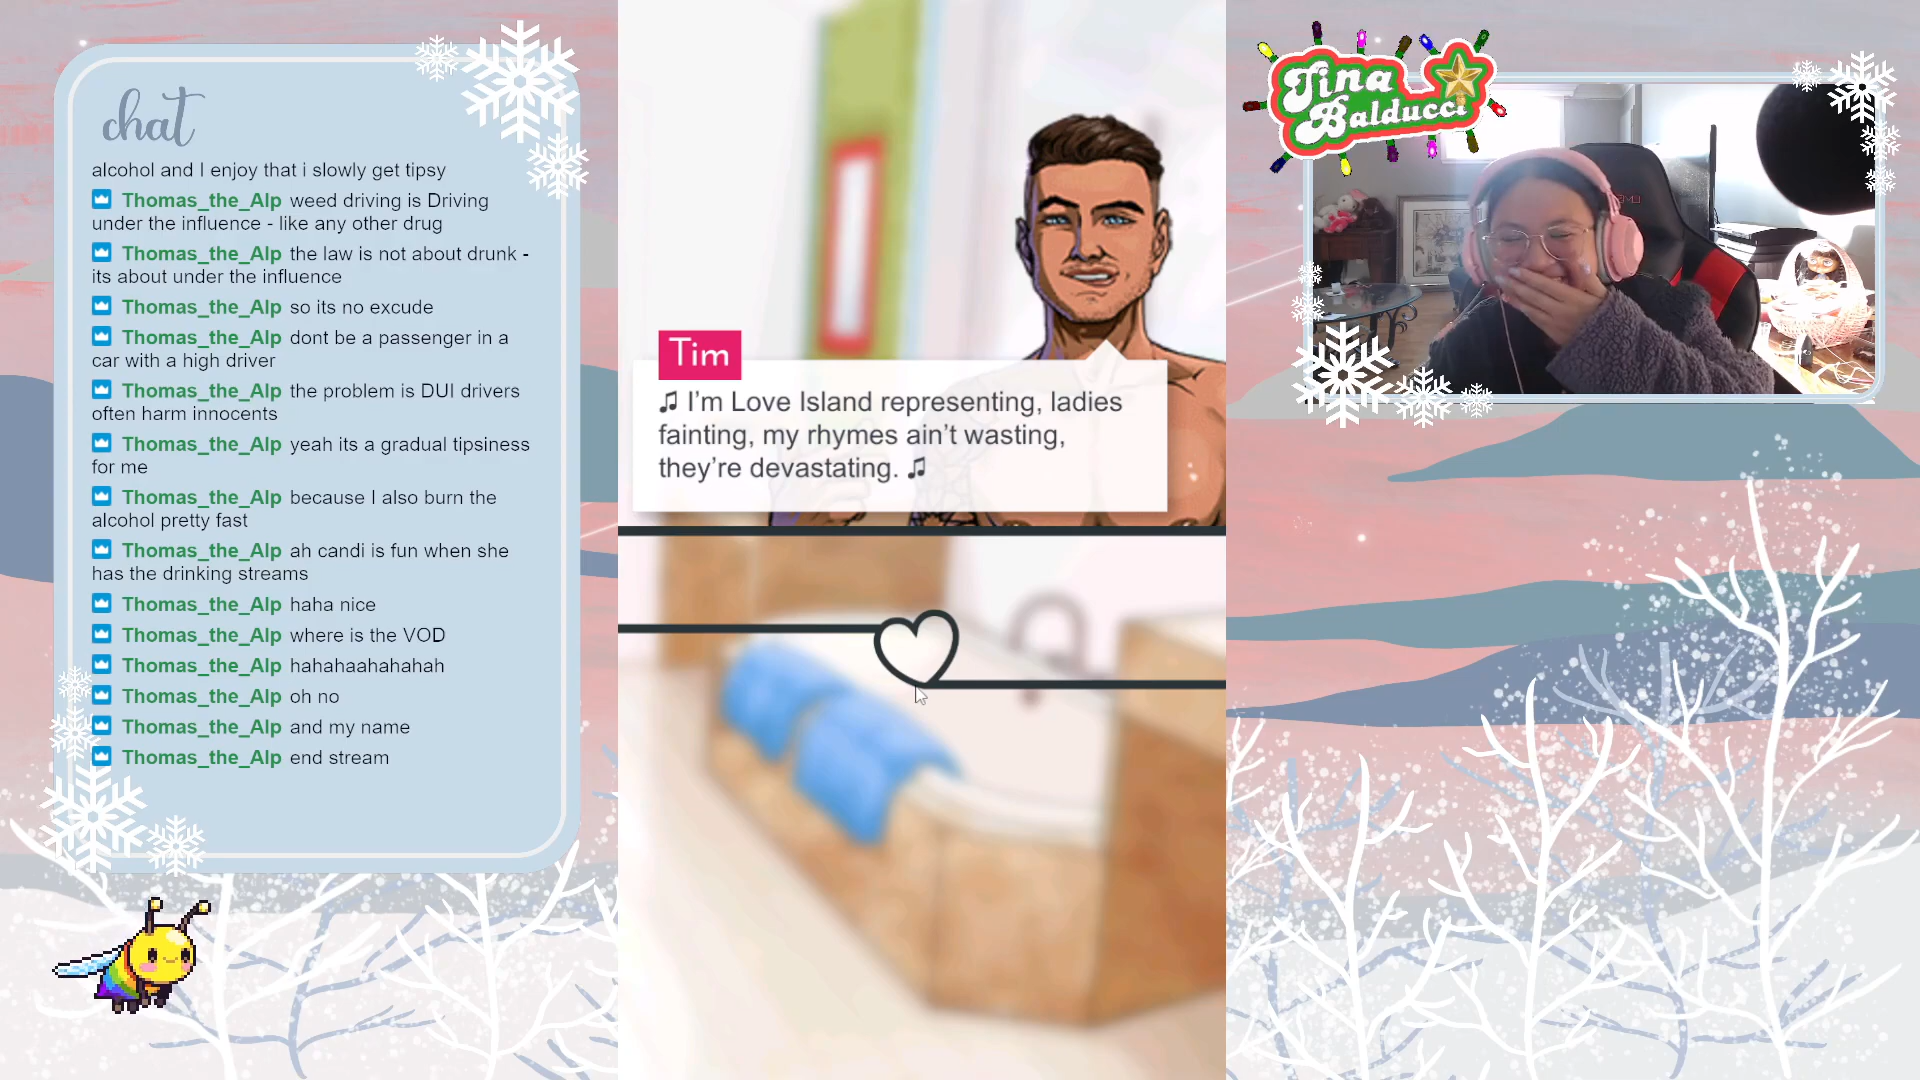 chat
alcohol and I enjoy that i slowly get tipsy
Thomas_the_Alp weed driving is Driving
under the influence - like any other drug
Thomas_the_Alp the law is not about drunk -
its about under the influence
Thomas_the_Alp so its no excude
Thomas_the_Alp dont be a passenger in a
car with a high driver
Thomas_the_Alp the problem is DUI drivers
often harm innocents
Thomas_the_Alp yeah its a gradual tipsiness
for me
Thomas_the_Alp because I also burn the
alcohol pretty fast
Thomas_the_Alp ah candi is fun when she
has the drinking streams
Thomas_the_Alp haha nice
Thomas_the_Alp where is the VOD
Thomas_the_Alp hahahaahahahah
Thomas_the_Alp oh no
Thomas_the_Alp and my name
Thomas_the_Alp end stream
Tim
♫ I’m Love Island representing, ladies
fainting, my rhymes ain’t wasting,
they’re devastating. ♫
Tina
Balducci